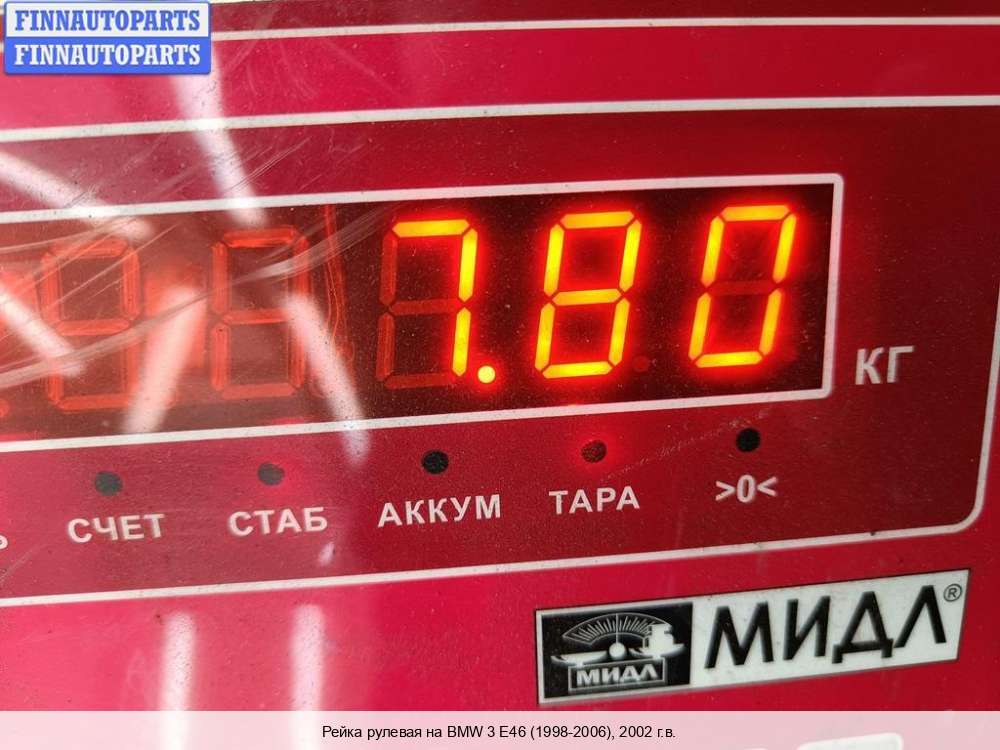 FINNAUTOPARTS
FINNAUTOPARTS
7.80
КГ
СЧЕТ СТАБ АККУМ ТАРА >0<
МИДЛ МИДЛ®
Рейка рулевая на BMW 3 E46 (1998-2006), 2002 г.в.